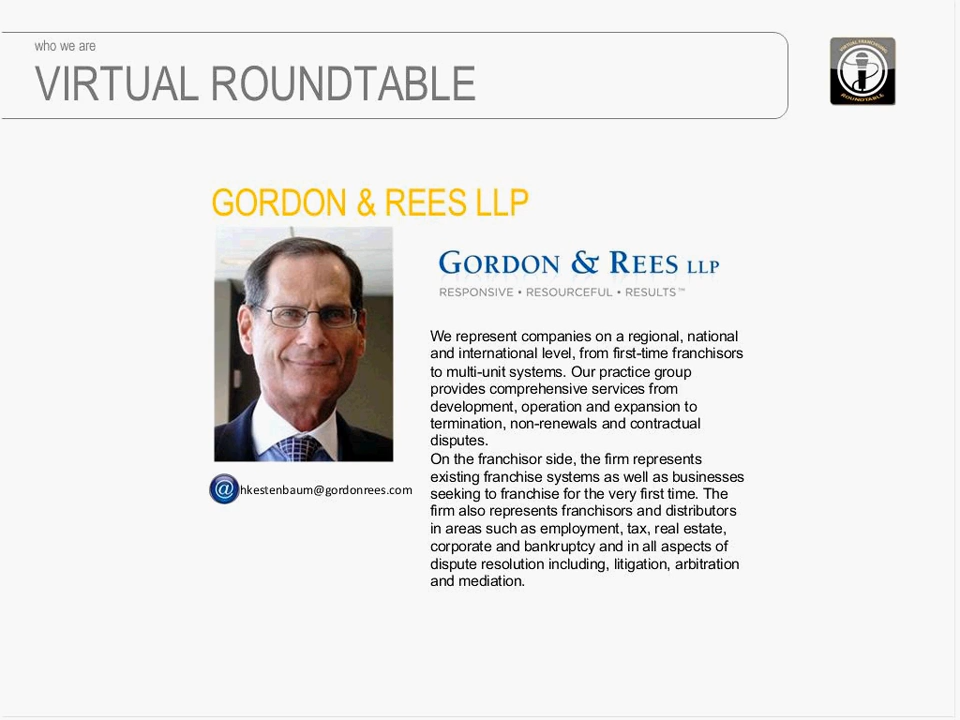 who we are
VIRTUAL ROUNDTABLE
VIRTUAL FRANCHISING
ROUNDTABLE
GORDON & REES LLP
GORDON & REES LLP
RESPONSIVE • RESOURCEFUL • RESULTS™
We represent companies on a regional, national
and international level, from first-time franchisors
to multi-unit systems. Our practice group
provides comprehensive services from
development, operation and expansion to
termination, non-renewals and contractual
disputes.
On the franchisor side, the firm represents
existing franchise systems as well as businesses
seeking to franchise for the very first time. The
firm also represents franchisors and distributors
in areas such as employment, tax, real estate,
corporate and bankruptcy and in all aspects of
dispute resolution including, litigation, arbitration
and mediation.
@hkestenbaum@gordonrees.com